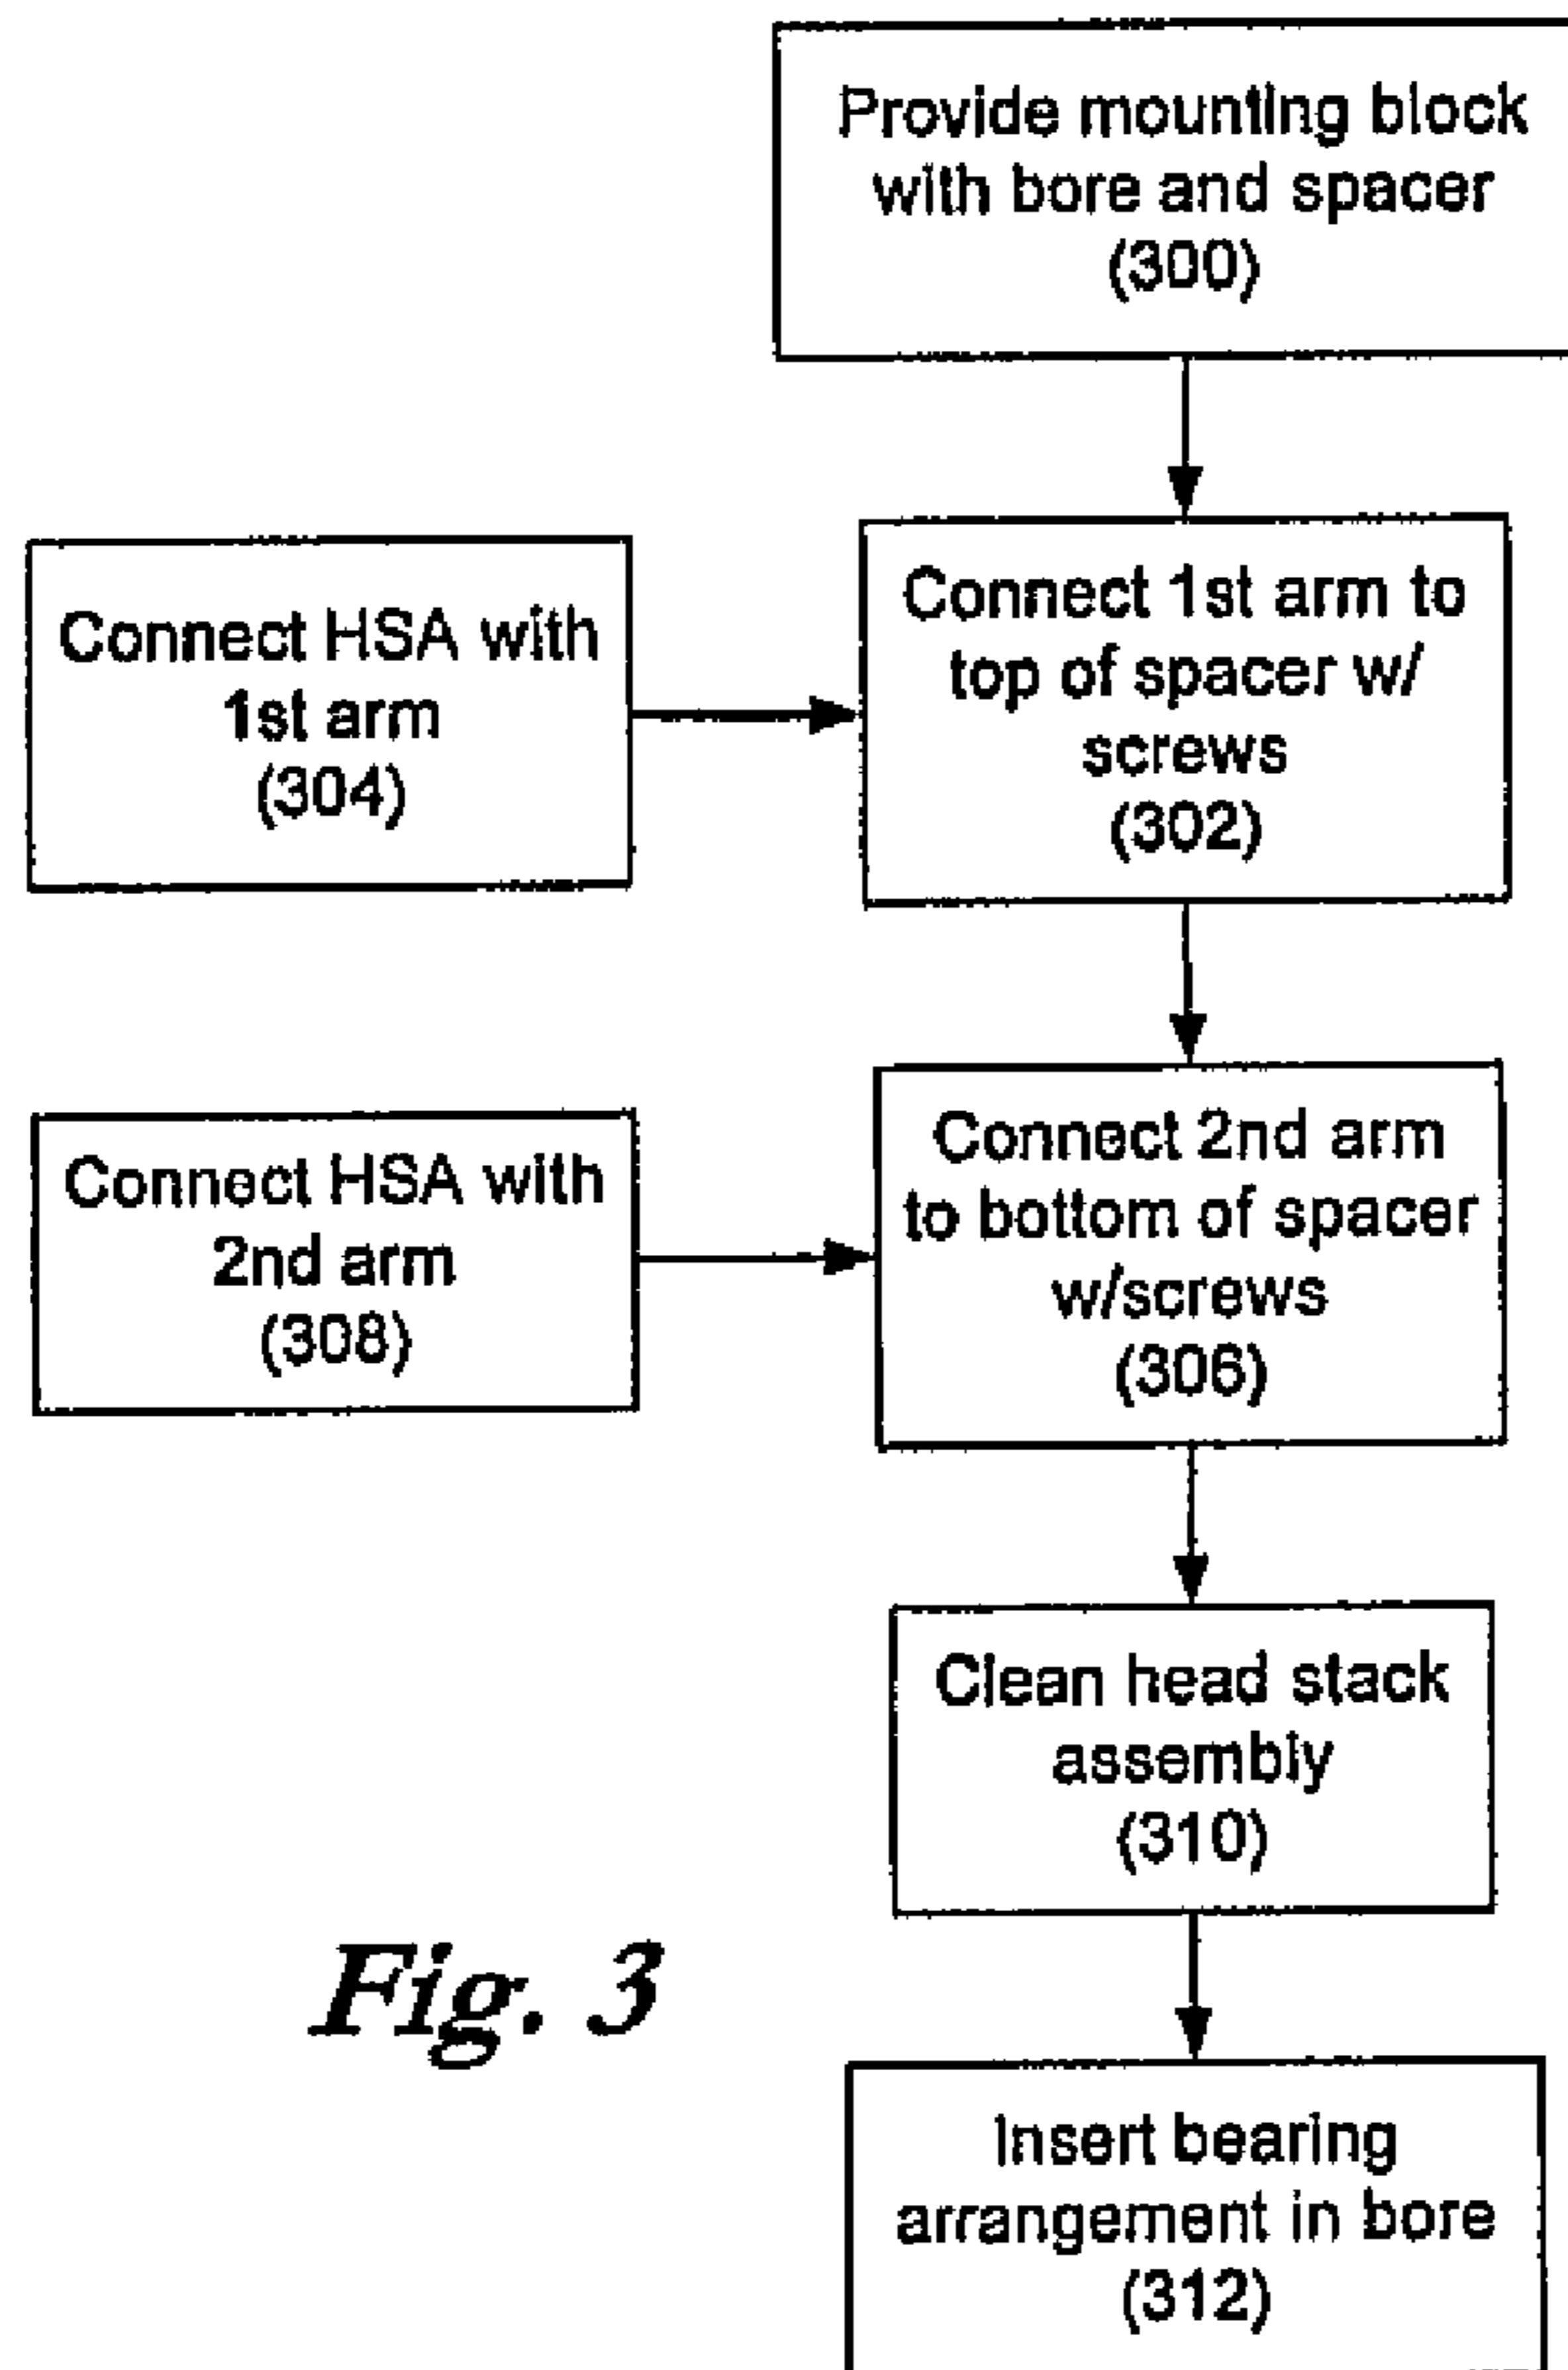 Provide mounting block
with bore and spacer
(300)
Connect HSA with
1st arm
(304)
Connect 1st arm to
top of spacer w/
screws
(302)
Connect HSA with
2nd arm
(308)
Connect 2nd arm
to bottom of spacer
w/screws
(306)
Clean head stack
assembly
(310)
Fig. 3
Insert bearing
arrangement in bore
(312)